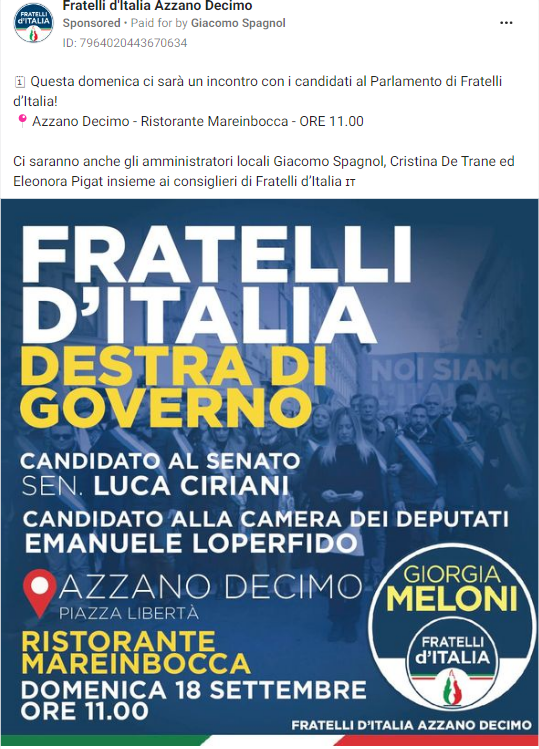 Fratelli d'Italia Azzano Decimo
Sponsored • Paid for by Giacomo Spagnol
ID: 7964020443670634
Questa domenica ci sarà un incontro con i candidati al Parlamento di Fratelli
d'Italia!
Azzano Decimo - Ristorante Mareinbocca - ORE 11.00
Ci saranno anche gli amministratori locali Giacomo Spagnol, Cristina De Trane ed
Eleonora Pigat insieme ai consiglieri di Fratelli d'Italia IT
FRATELLI
D'ITALIA
DESTRA DI
GOVERNO
NOI SIAMO
CANDIDATO AL SENATO
SEN. LUCA CIRIANI
CANDIDATO ALLA CAMERA DEI DEPUTATI
EMANUELE LOPERFIDO
AZZANO DECIMO
PIAZZA LIBERTÀ
RISTORANTE
MAREINBOCCA
DOMENICA 18 SETTEMBRE
ORE 11.00
GIORGIA
MELONI
FRATELLI
d'ITALIA
FRATELLI D'ITALIA AZZANO DECIMO